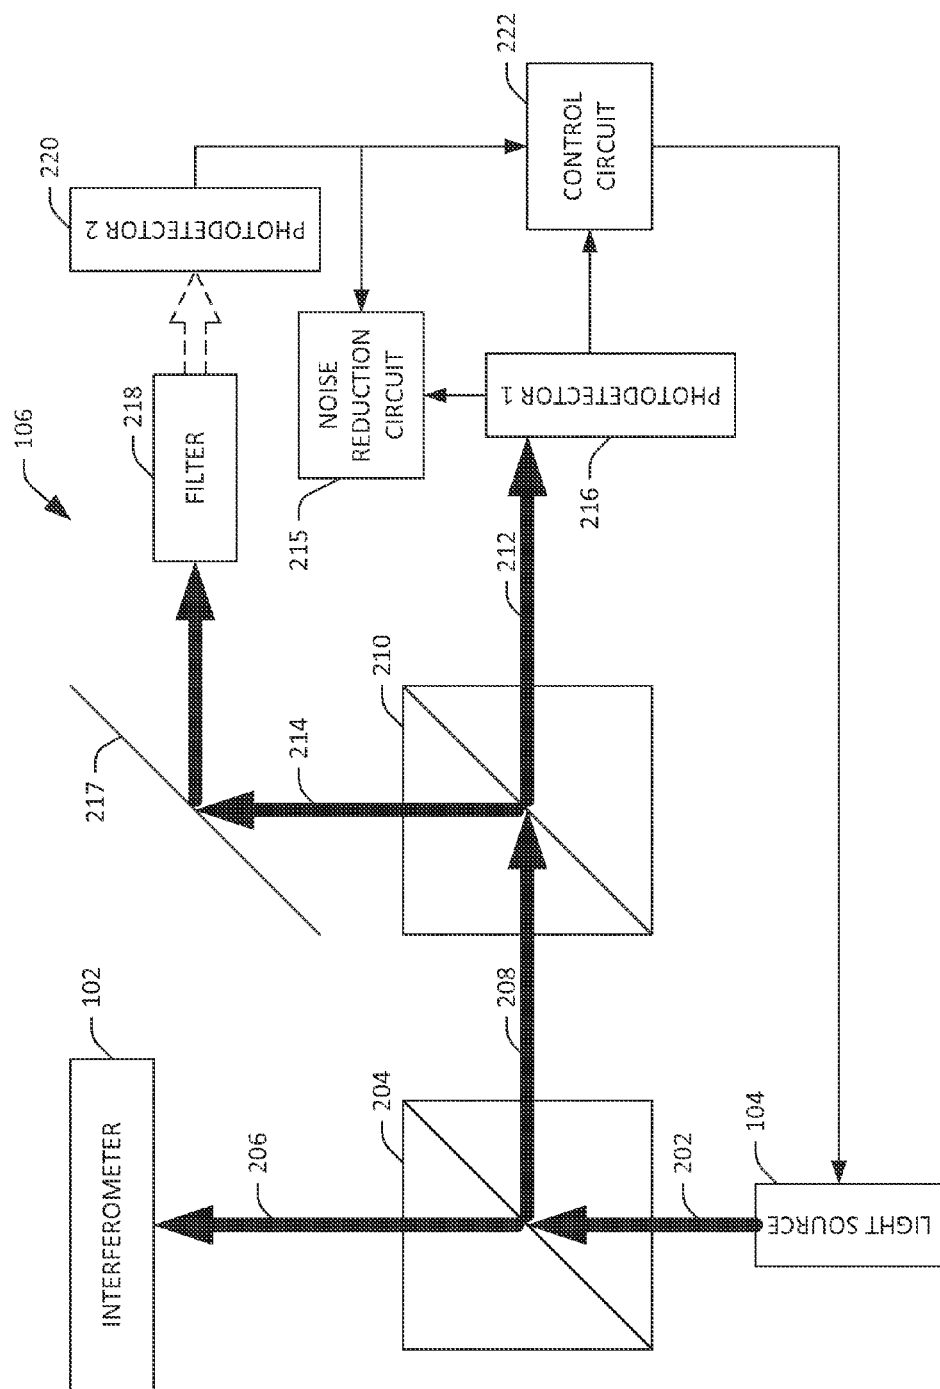 106
220
102
217
218
INTERFEROMETER
FILTER
PHOTODETECTOR 2
206
214
215
NOISE
REDUCTION
CIRCUIT
204
210
208
212
222
PHOTODETECTOR 1
CONTROL
CIRCUIT
216
202
104
LIGHT SOURCE